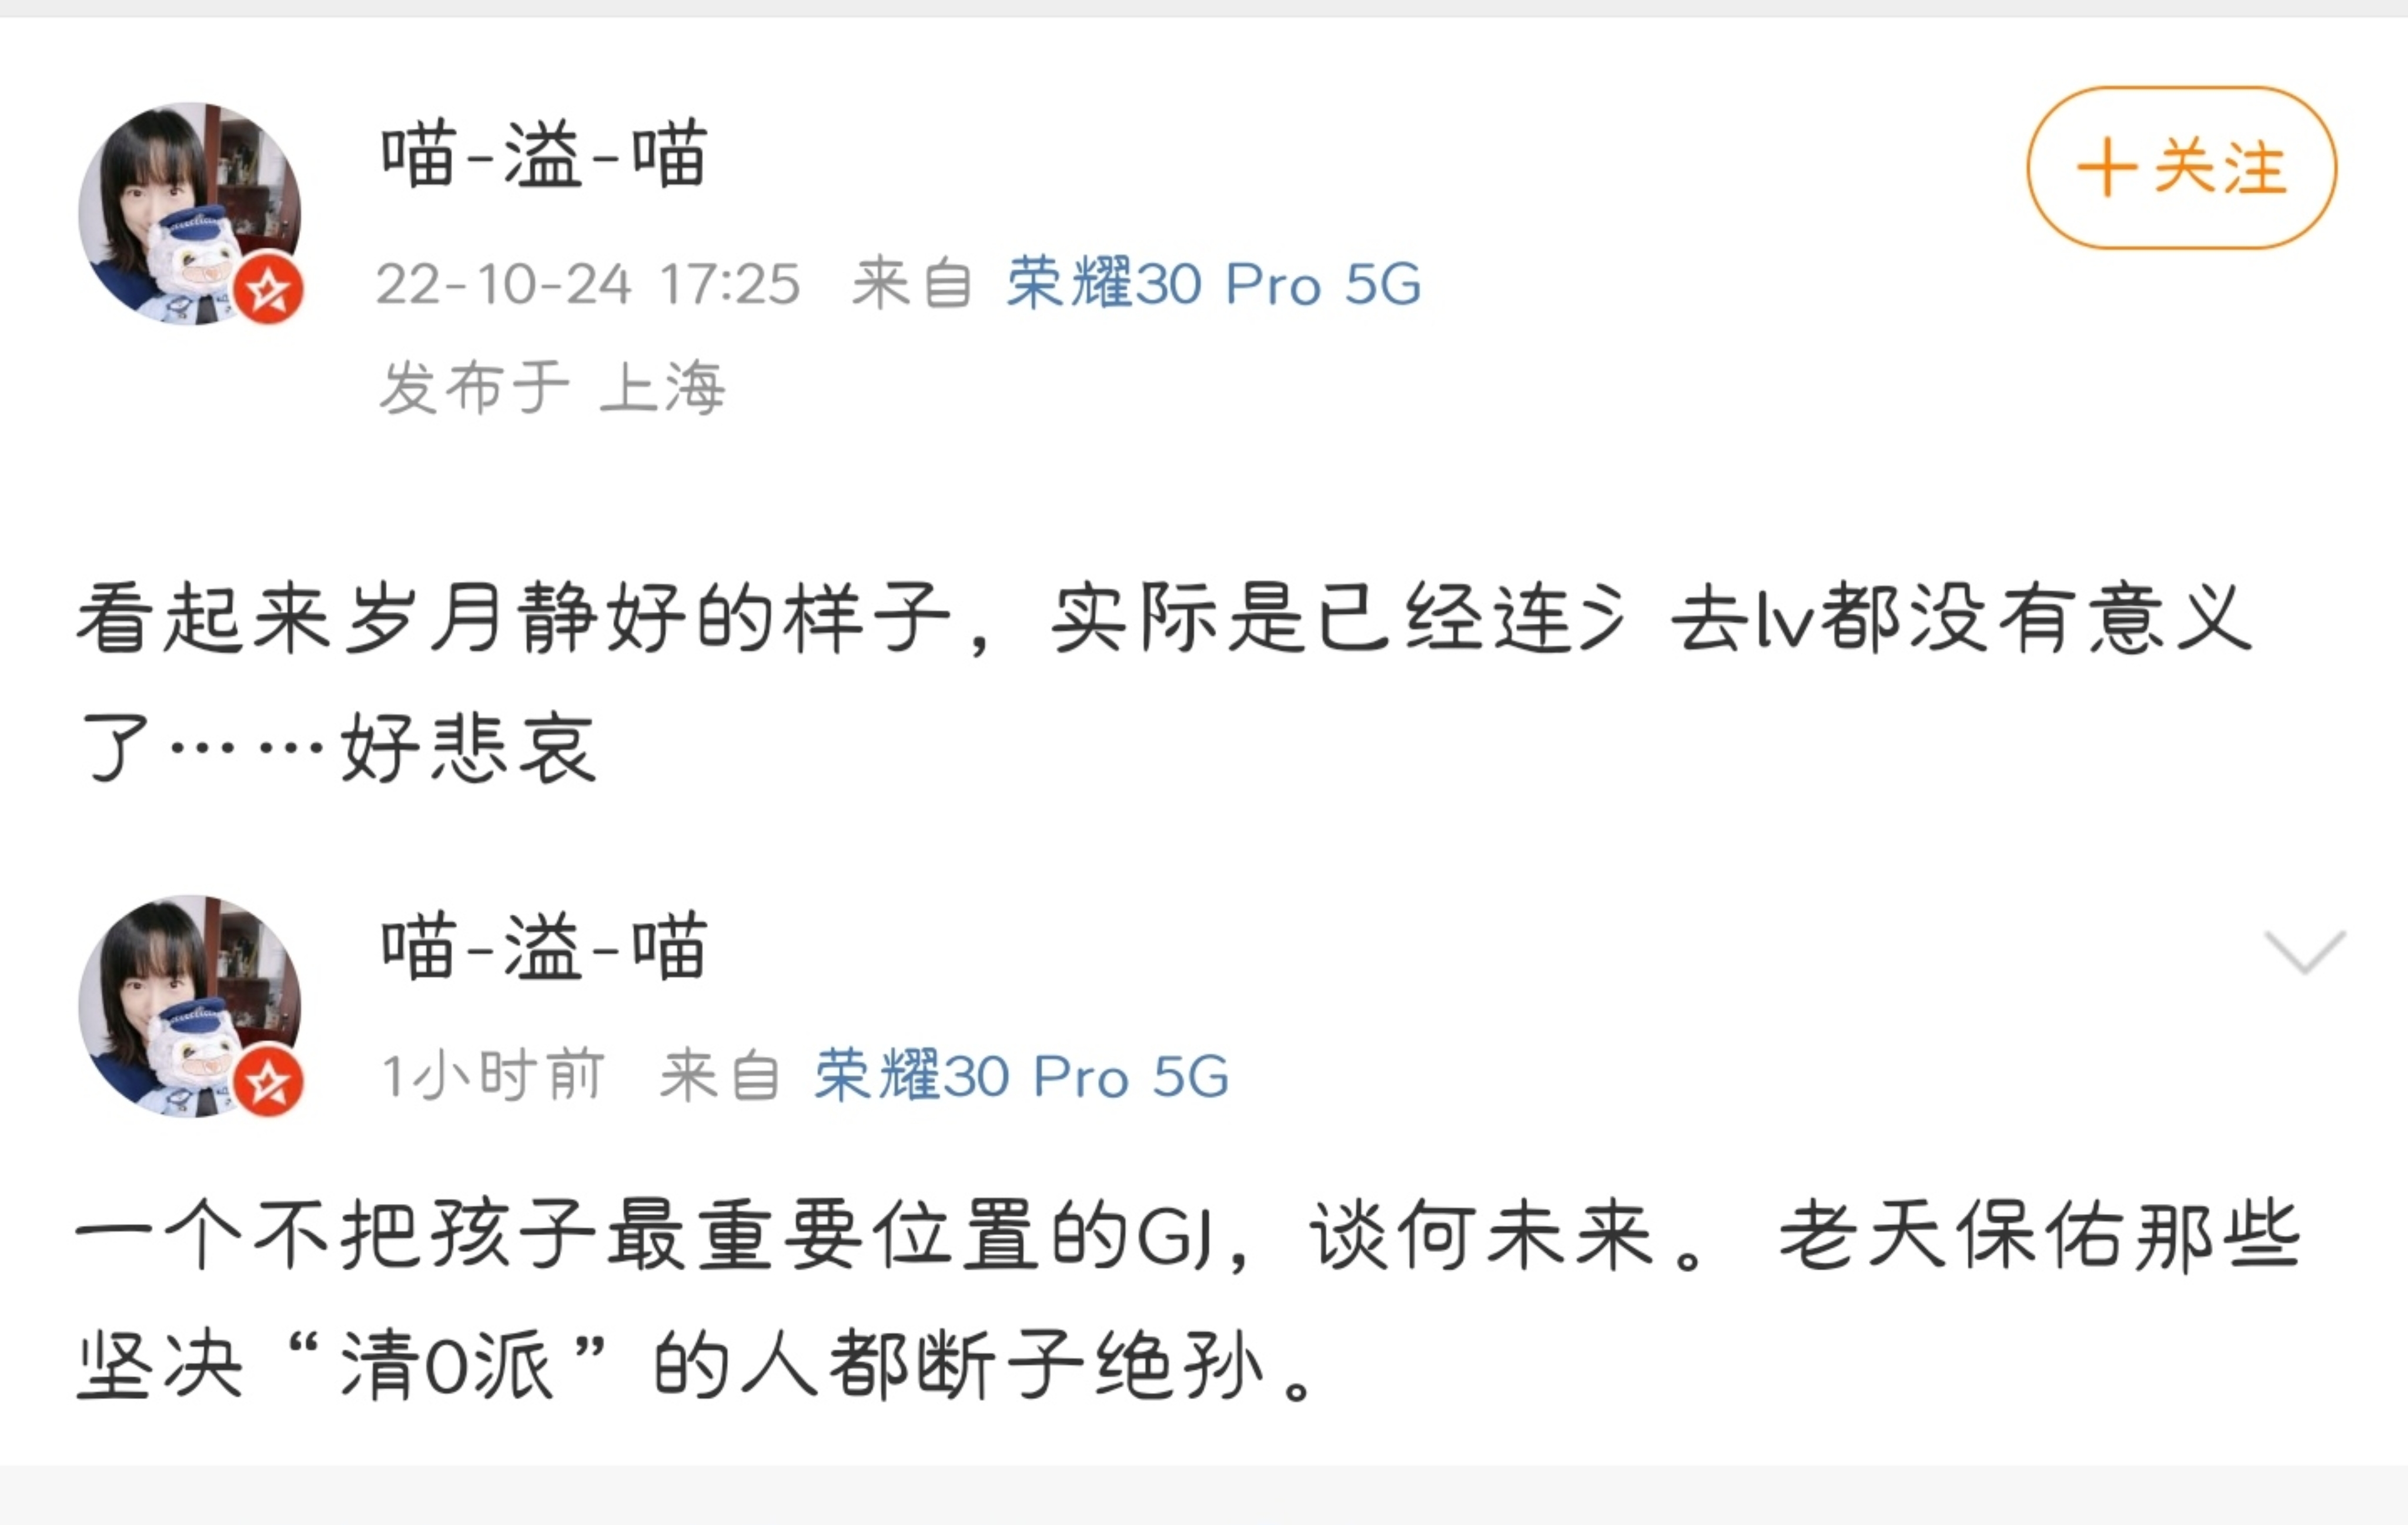 喵-溢-喵
+关注
22-10-24 17:25 来自 荣耀30 Pro 5G
发布于 上海
看起来岁月静好的样子，实际是已经连氵去lv都没有意义
了……好悲哀
喵-溢-喵
1小时前 来自 荣耀30 Pro 5G
一个不把孩子最重要位置的GJ，谈何未来。 老天保佑那些
坚决“清0派”的人都断子绝孙。